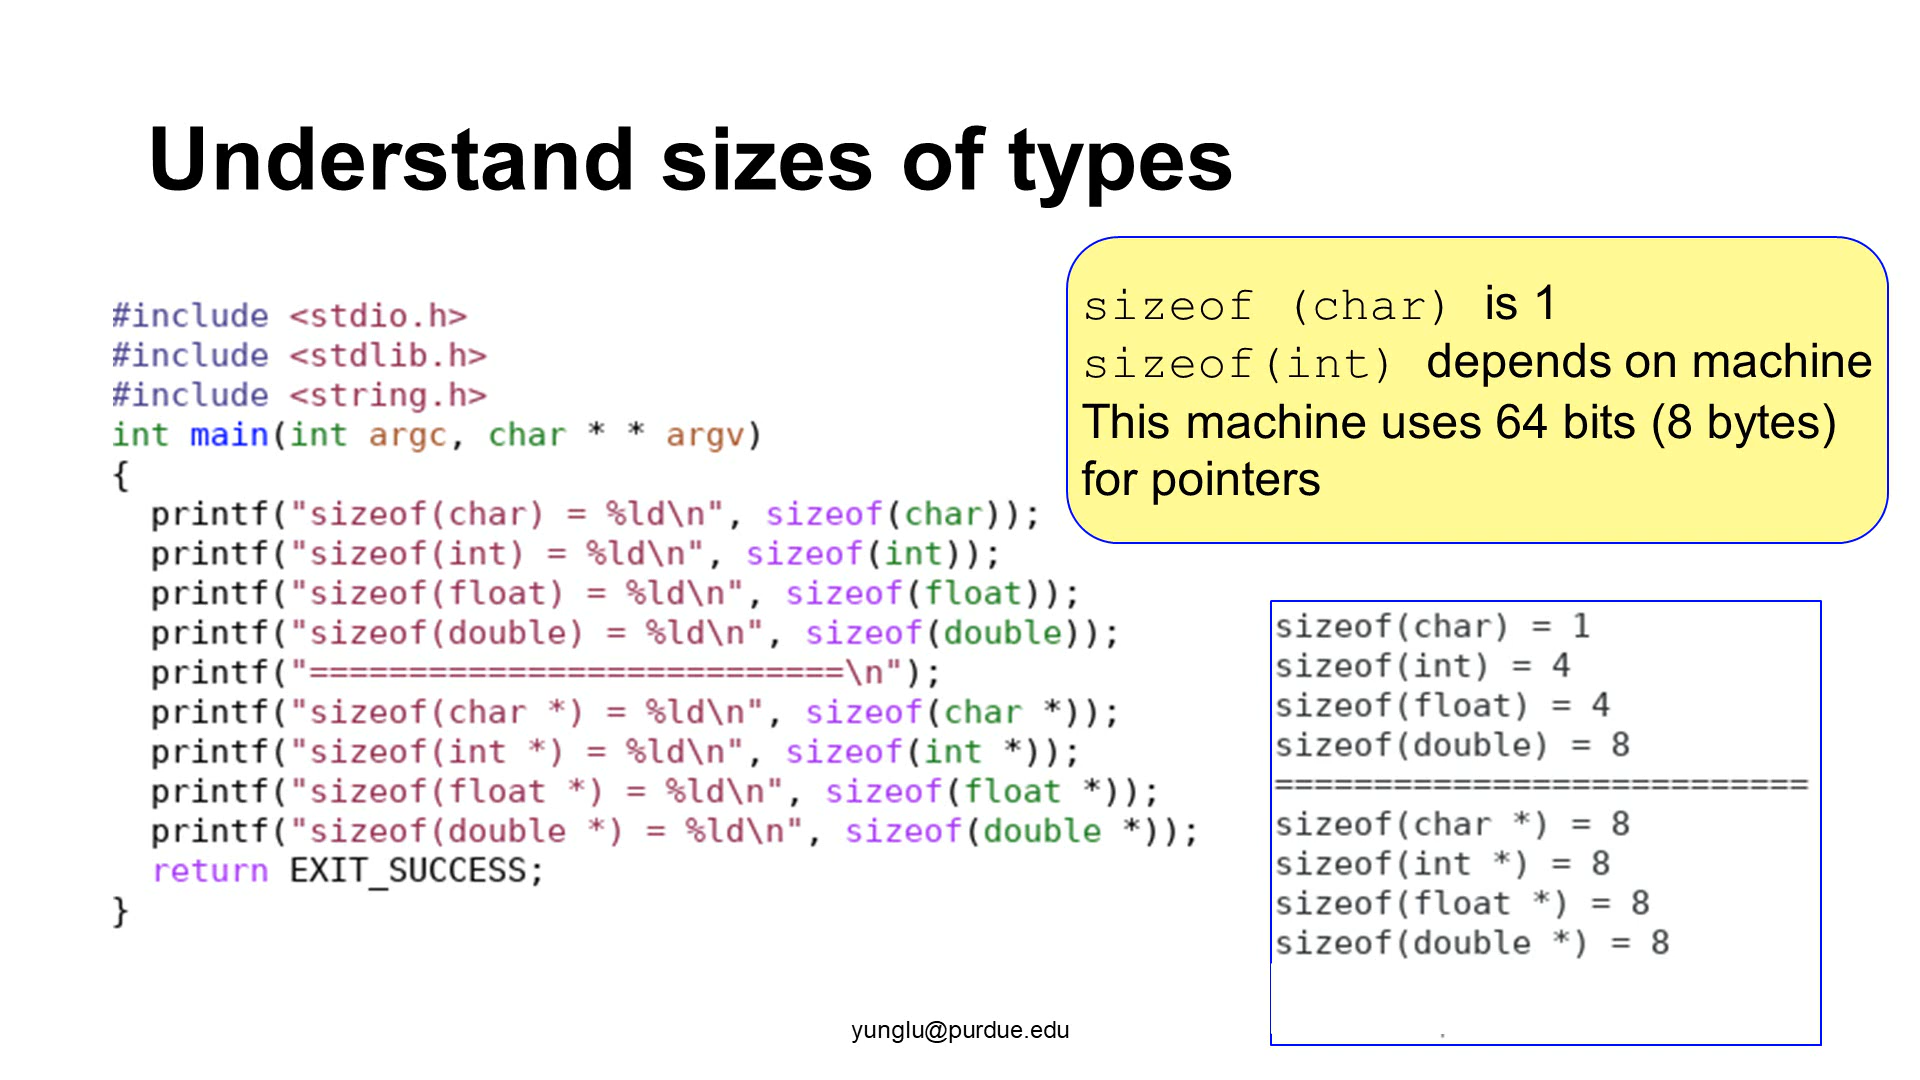 Understand sizes of types
#include <stdio.h>
#include <stdlib.h>
#include <string.h>
int main(int argc, char * * argv)
{
  printf("sizeof(char) = %ld\n", sizeof(char));
  printf("sizeof(int) = %ld\n", sizeof(int));
  printf("sizeof(float) = %ld\n", sizeof(float));
  printf("sizeof(double) = %ld\n", sizeof(double));
  printf("===========================\n");
  printf("sizeof(char *) = %ld\n", sizeof(char *));
  printf("sizeof(int *) = %ld\n", sizeof(int *));
  printf("sizeof(float *) = %ld\n", sizeof(float *));
  printf("sizeof(double *) = %ld\n", sizeof(double *));
  return EXIT_SUCCESS;
}
sizeof (char) is 1
sizeof(int) depends on machine
This machine uses 64 bits (8 bytes)
for pointers
sizeof(char) = 1
sizeof(int) = 4
sizeof(float) = 4
sizeof(double) = 8
===========================
sizeof(char *) = 8
sizeof(int *) = 8
sizeof(float *) = 8
sizeof(double *) = 8
yunglu@purdue.edu